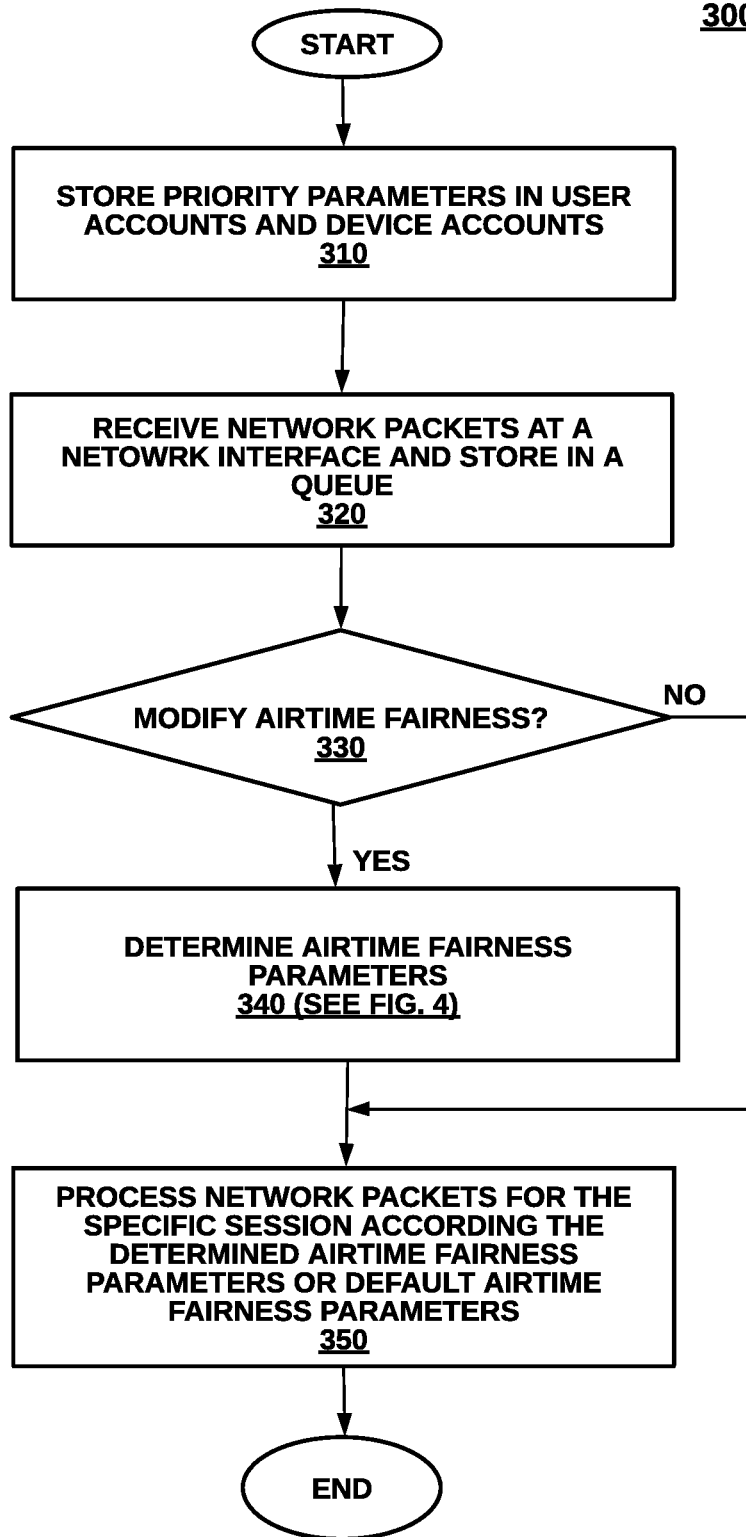 300
START
STORE PRIORITY PARAMETERS IN USER
ACCOUNTS AND DEVICE ACCOUNTS
310
RECEIVE NETWORK PACKETS AT A
NETOWRK INTERFACE AND STORE IN A
QUEUE
320
MODIFY AIRTIME FAIRNESS?
330
NO
YES
DETERMINE AIRTIME FAIRNESS
PARAMETERS
340 (SEE FIG. 4)
PROCESS NETWORK PACKETS FOR THE
SPECIFIC SESSION ACCORDING THE
DETERMINED AIRTIME FAIRNESS
PARAMETERS OR DEFAULT AIRTIME
FAIRNESS PARAMETERS
350
END